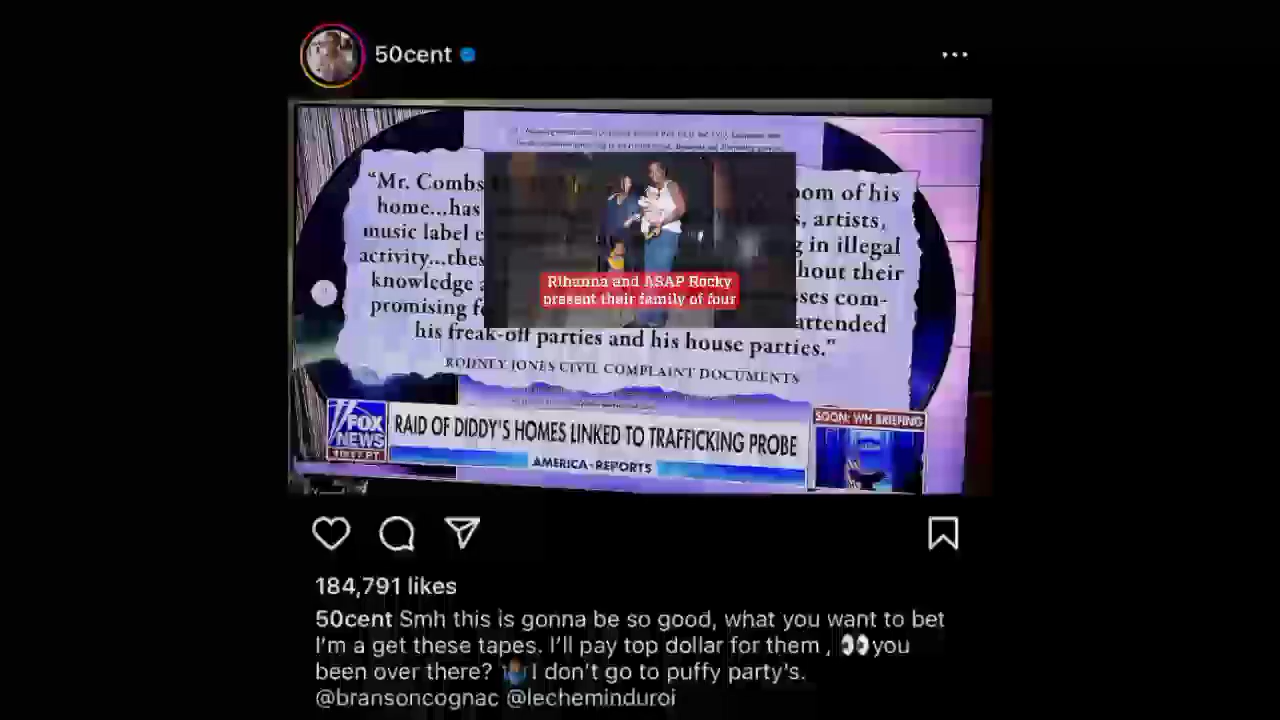 50cent
"Mr. Combs
oom of his
home...has
s, artists,
music label
g in illegal
activity...thes
hout their
knowledge
sses com-
promising f
attended
his freak-off parties and his house parties."
RODNEY JONES CIVIL COMPLAINT DOCUMENTS
Rihanna and ASAP Rocky
present their family of four
FOX
NEWS
RAID OF DIDDY'S HOMES LINKED TO TRAFFICKING PROBE
AMERICA REPORTS
SOON: WH BRIEFING
184,791 likes
50cent Smh this is gonna be so good, what you want to bet
I'm a get these tapes. I'll pay top dollar for them , 👀you
been over there? I don't go to puffy party's.
@bransoncognac @lecheminduroi